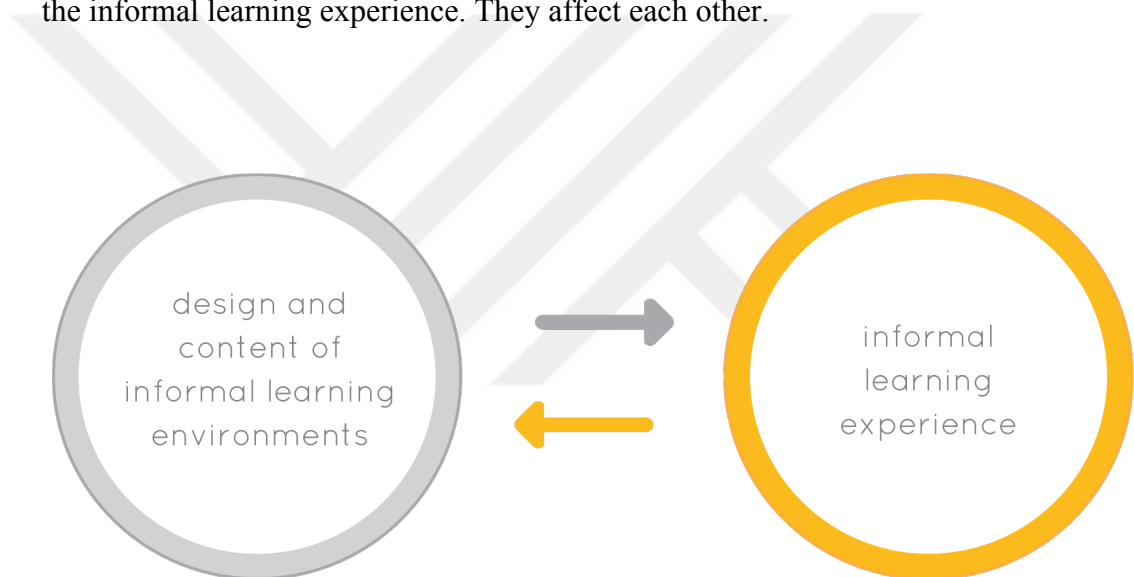 the informal learning experience. They affect each other.
design and
content of
informal learning
environments
informal
learning
experience